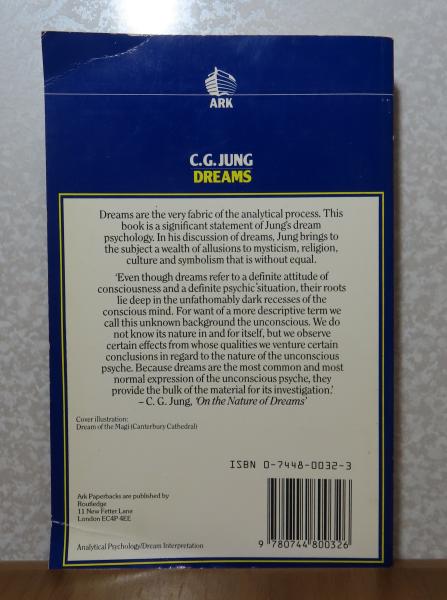 ARK
C.G. JUNG
DREAMS
Dreams are the very fabric of the analytical process. This
book is a significant statement of Jung's dream
psychology. In his discussion of dreams, Jung brings to
the subject a wealth of allusions to mysticism, religion,
culture and symbolism that is without equal.
'Even though dreams refer to a definite attitude of
consciousness and a definite psychic situation, their roots
lie deep in the unfathomably dark recesses of the
conscious mind. For want of a more descriptive term we
call this unknown background the unconscious. We do
not know its nature in and for itself, but we observe
certain effects from whose qualities we venture certain
conclusions in regard to the nature of the unconscious
psyche. Because dreams are the most common and most
normal expression of the unconscious psyche, they
provide the bulk of the material for its investigation.'
– C. G. Jung, 'On the Nature of Dreams'
Cover illustration:
Dream of the Magi (Canterbury Cathedral)
ISBN 0-7448-0032-3
Ark Paperbacks are published by
Routledge
11 New Fetter Lane
London EC4P 4EE
Analytical Psychology/Dream Interpretation
9 780744 800326